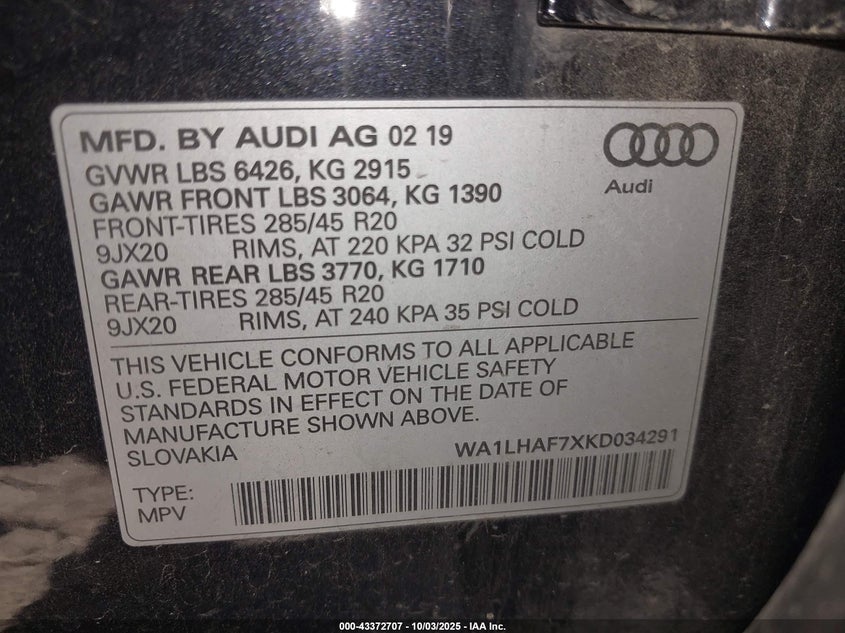 MFD. BY AUDI AG 02 19
Audi
GVWR LBS 6426, KG 2915
GAWR FRONT LBS 3064, KG 1390
FRONT-TIRES 285/45 R20
9JX20 RIMS, AT 220 KPA 32 PSI COLD
GAWR REAR LBS 3770, KG 1710
REAR-TIRES 285/45 R20
9JX20 RIMS, AT 240 KPA 35 PSI COLD
THIS VEHICLE CONFORMS TO ALL APPLICABLE
U.S. FEDERAL MOTOR VEHICLE SAFETY
STANDARDS IN EFFECT ON THE DATE OF
MANUFACTURE SHOWN ABOVE.
SLOVAKIA
WA1LHAF7XKD034291
TYPE:
MPV
000-43372707 - 10/03/2025 - IAA Inc.